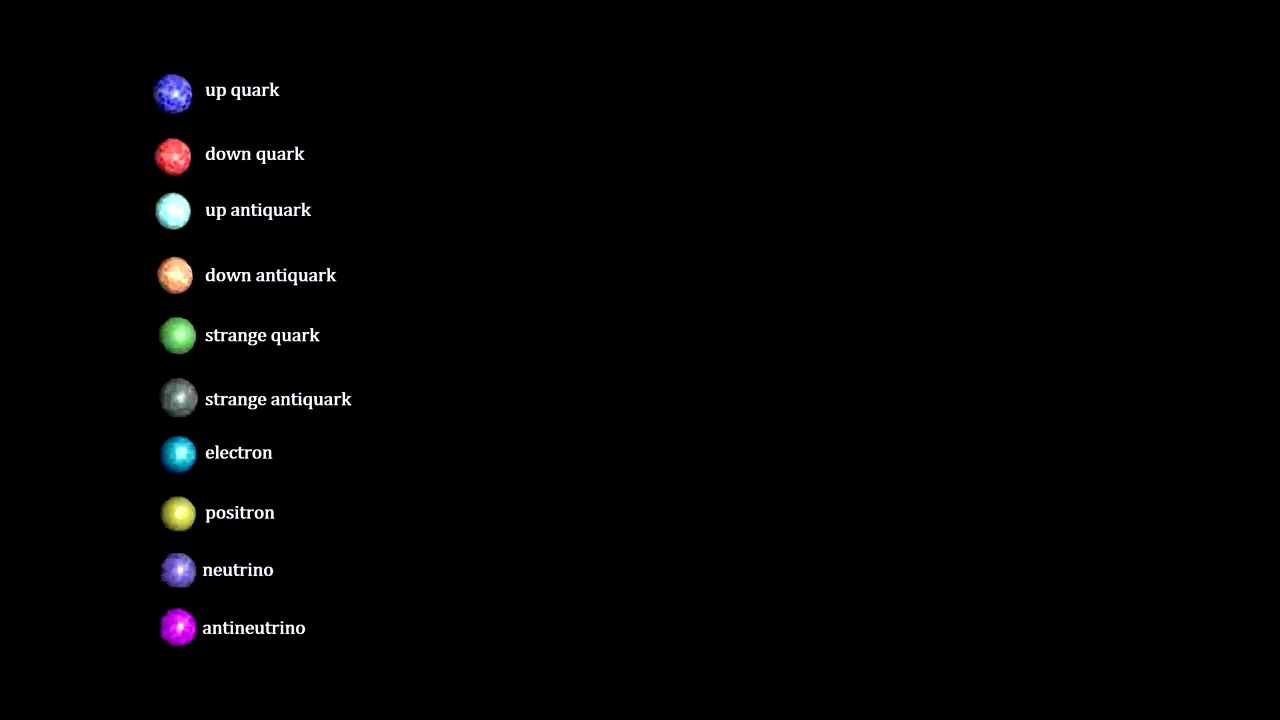 up quark
down quark
up antiquark
down antiquark
strange quark
strange antiquark
electron
positron
neutrino
antineutrino